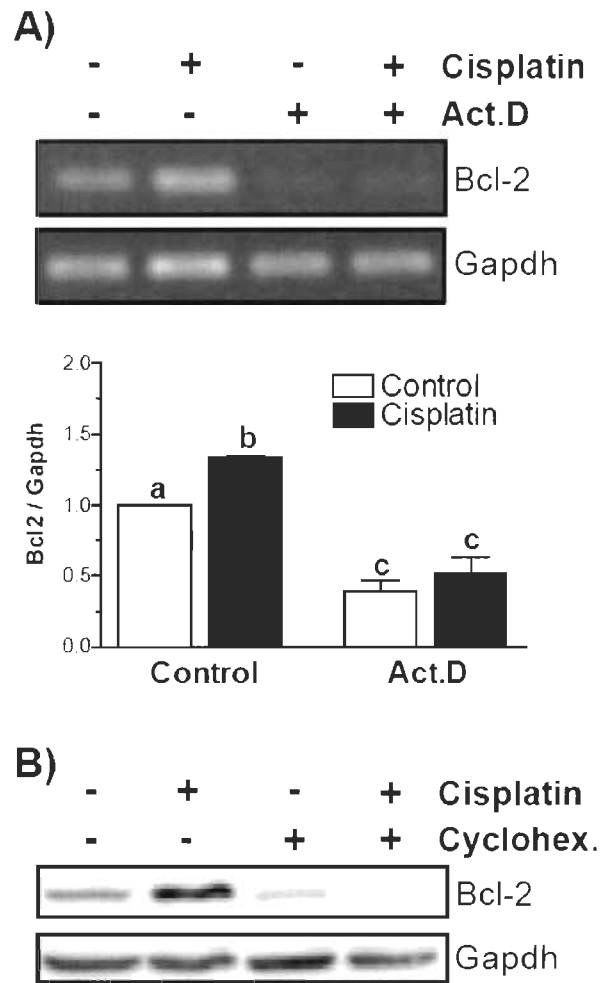 A)
- + - + Cisplatin
- - + + Act.D
Bcl-2
Gapdh
2.0
1.5
1.0
0.5
0.0
Bcl2 / Gapdh
Control
Cisplatin
a
b
c
c
Control
Act.D
B)
- + - + Cisplatin
- - + + Cyclohex.
Bcl-2
Gapdh